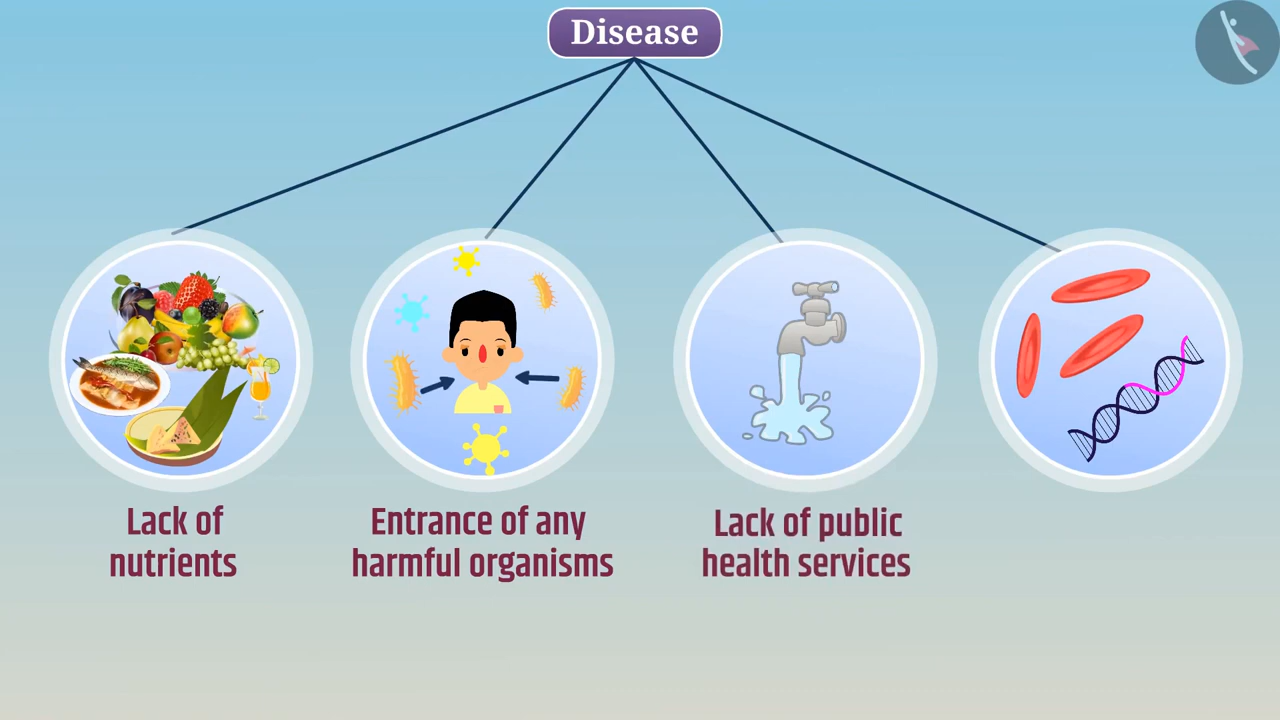 Disease
Lack of
nutrients
Entrance of any
harmful organisms
Lack of public
health services